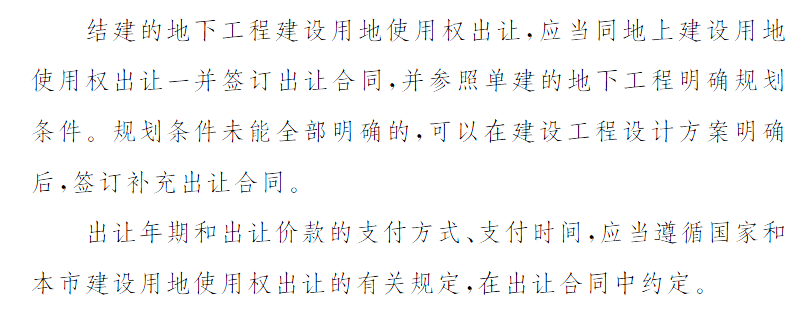 结建的地下工程建设用地使用权出让,应当同地上建设用地
使用权出让一并签订出让合同,并参照单建的地下工程明确规划
条件。规划条件未能全部明确的,可以在建设工程设计方案明确
后,签订补充出让合同。
出让年期和出让价款的支付方式、支付时间,应当遵循国家和
本市建设用地使用权出让的有关规定,在出让合同中约定。